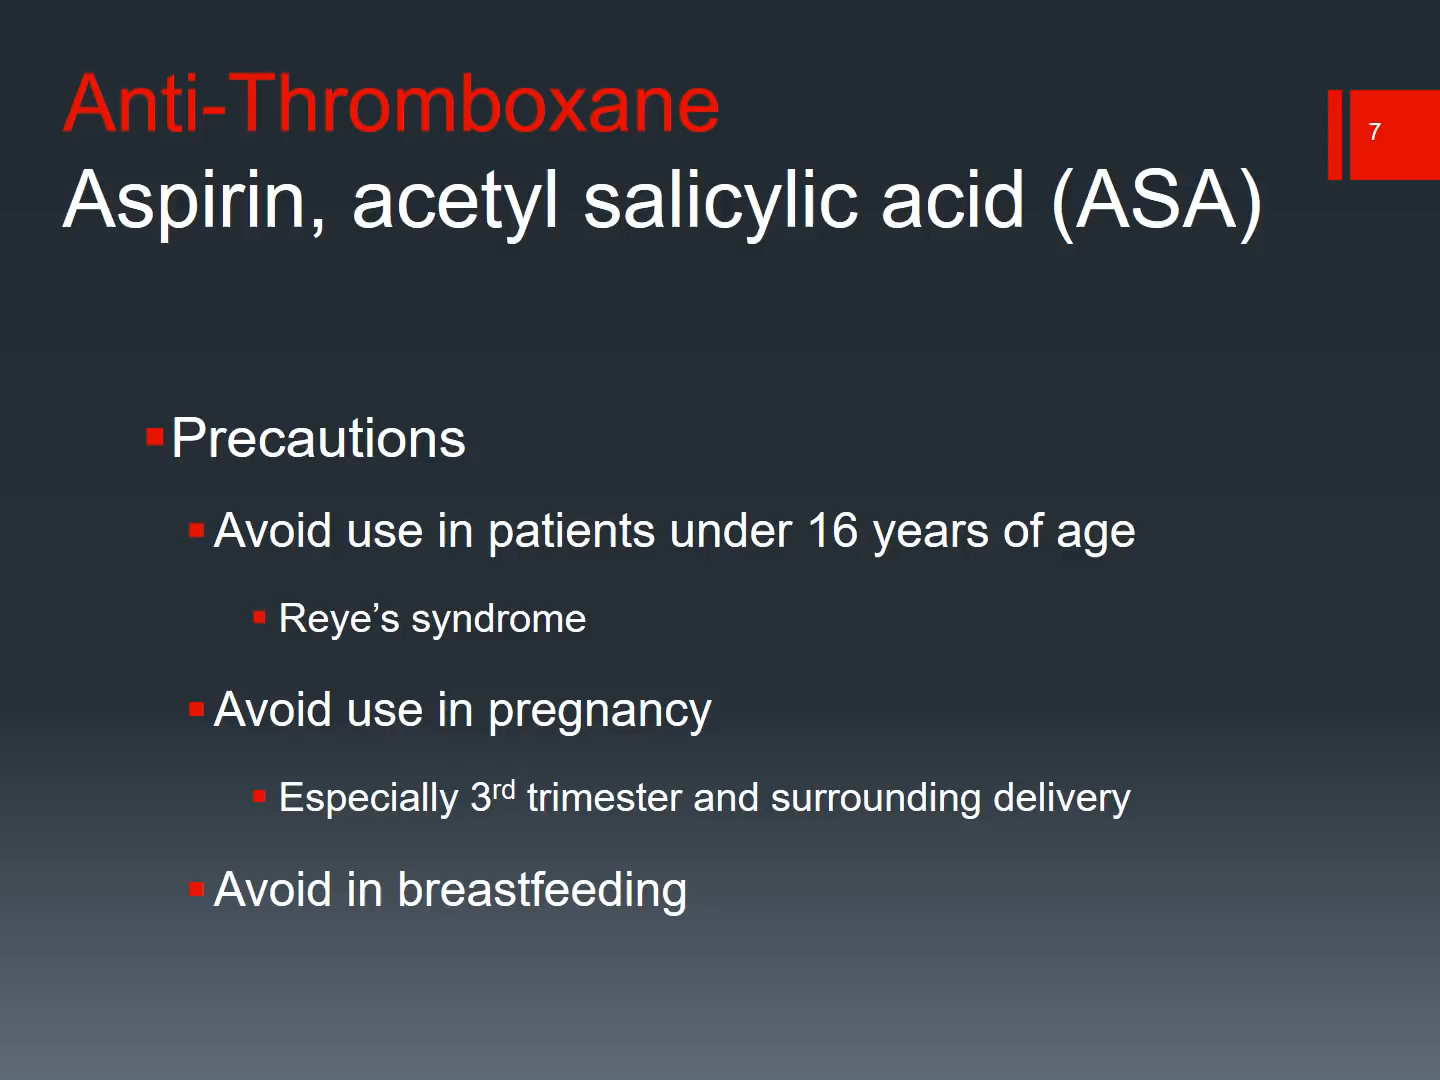 Anti-Thromboxane
7
Aspirin, acetyl salicylic acid (ASA)
Precautions
Avoid use in patients under 16 years of age
Reye’s syndrome
Avoid use in pregnancy
Especially 3rd trimester and surrounding delivery
Avoid in breastfeeding